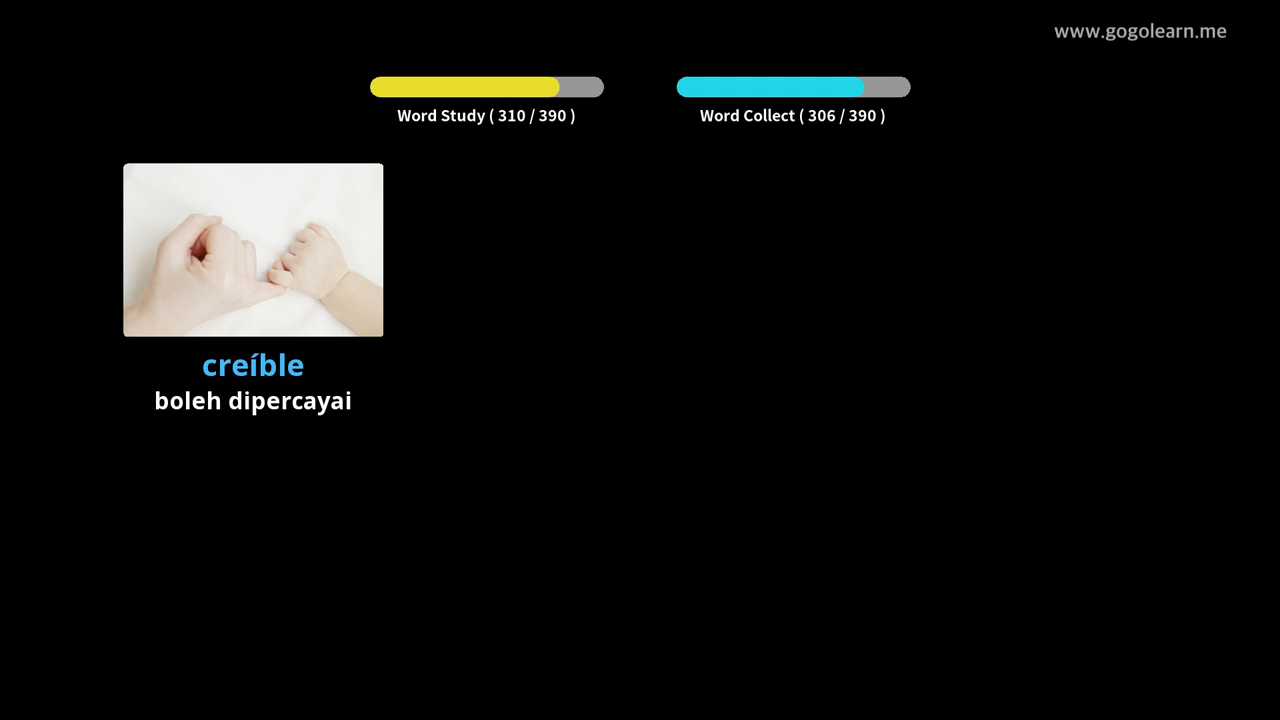 www.gogolearn.me
Word Study ( 310 / 390 )
Word Collect ( 306 / 390 )
creíble
boleh dipercayai